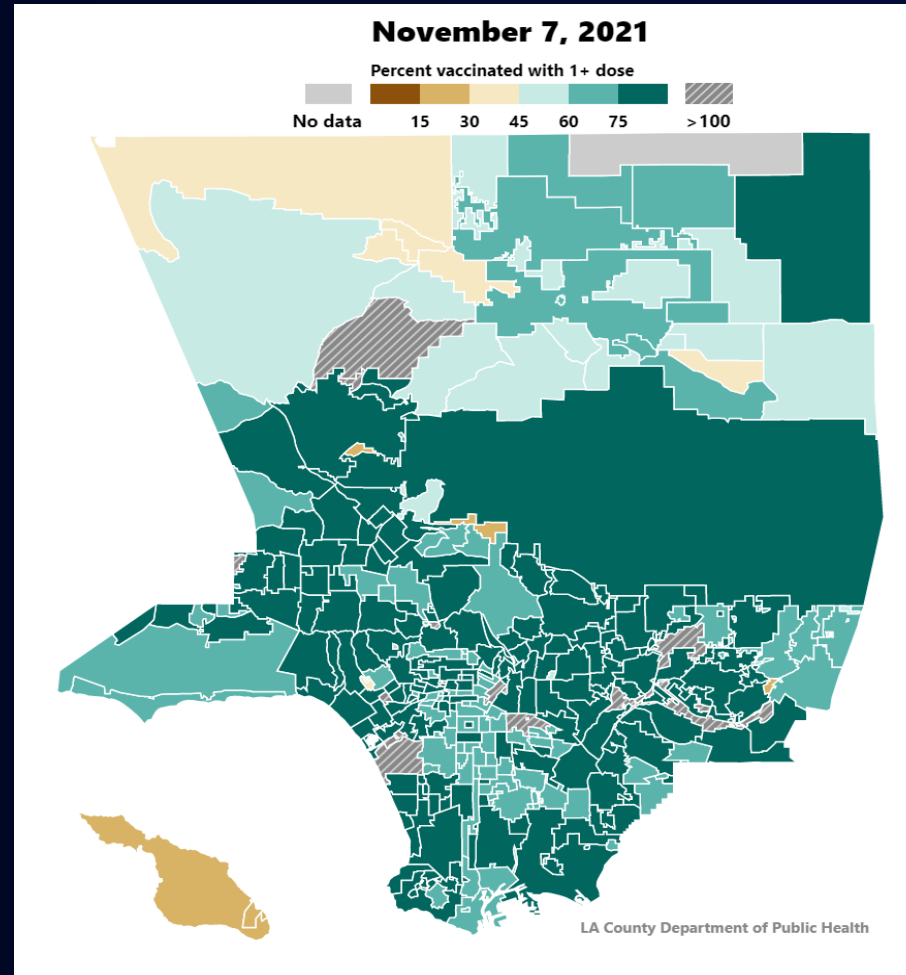 November 7, 2021
Percent vaccinated with 1+ dose
No data 15 30 45 60 75 >100
LA County Department of Public Health